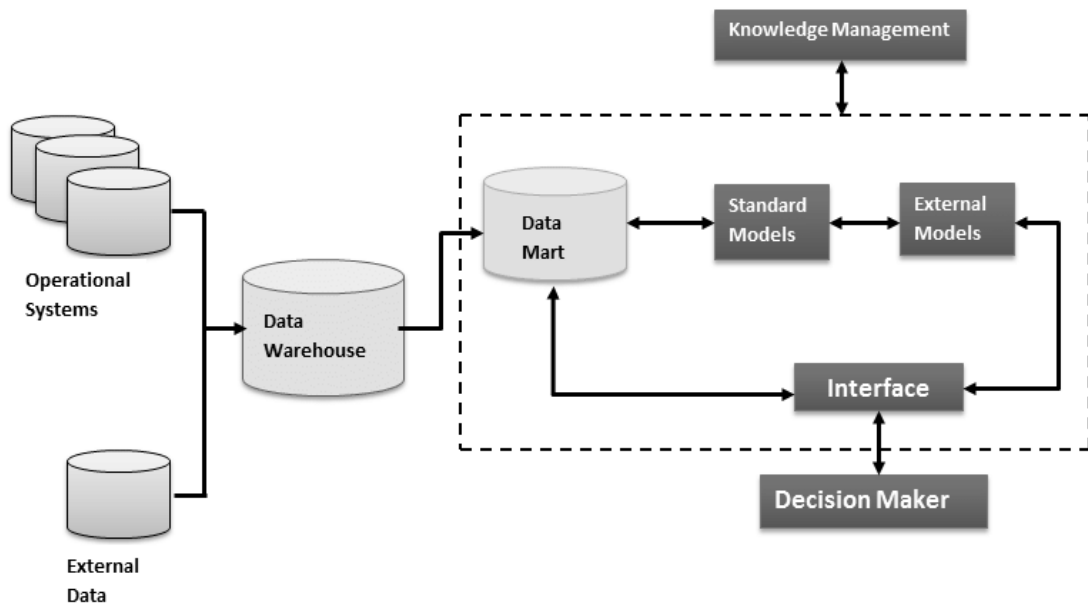 Knowledge Management
Data
Mart
Standard
Models
External
Models
Operational
Systems
Data
Warehouse
Interface
Decision Maker
External
Data